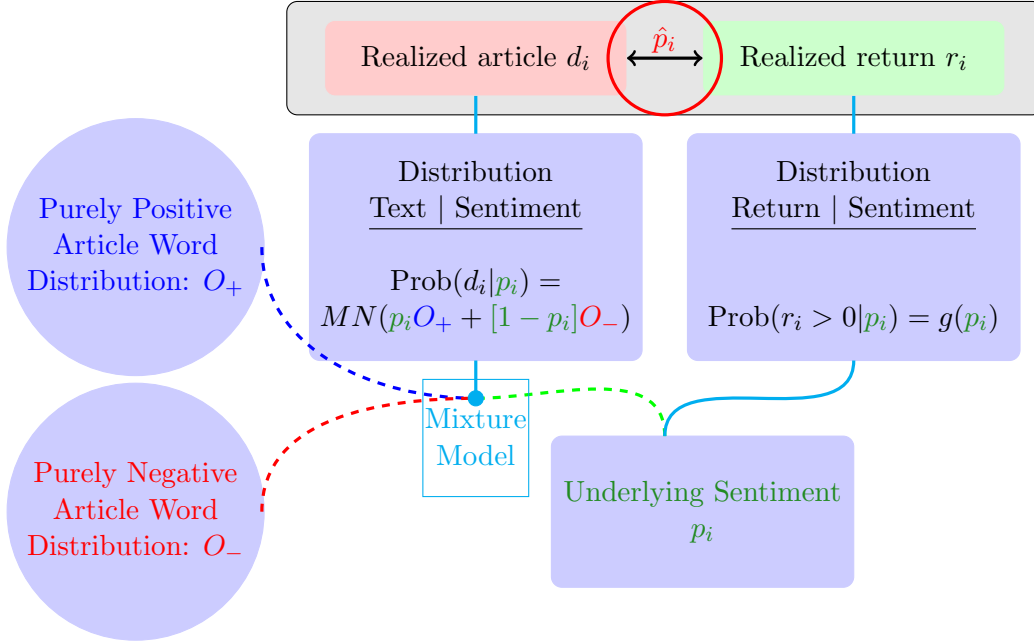 Realized article $d_i$
$\hat{p}_i$
Realized return $r_i$
Purely Positive
Article Word
Distribution: $O_+$
Distribution
Text | Sentiment
Prob($d_i|p_i$) =
$MN(p_iO_+ + [1 - p_i]O_-)$
Distribution
Return | Sentiment
Prob($r_i > 0|p_i$) = $g(p_i)$
Purely Negative
Article Word
Distribution: $O_-$
Mixture
Model
Underlying Sentiment
$p_i$